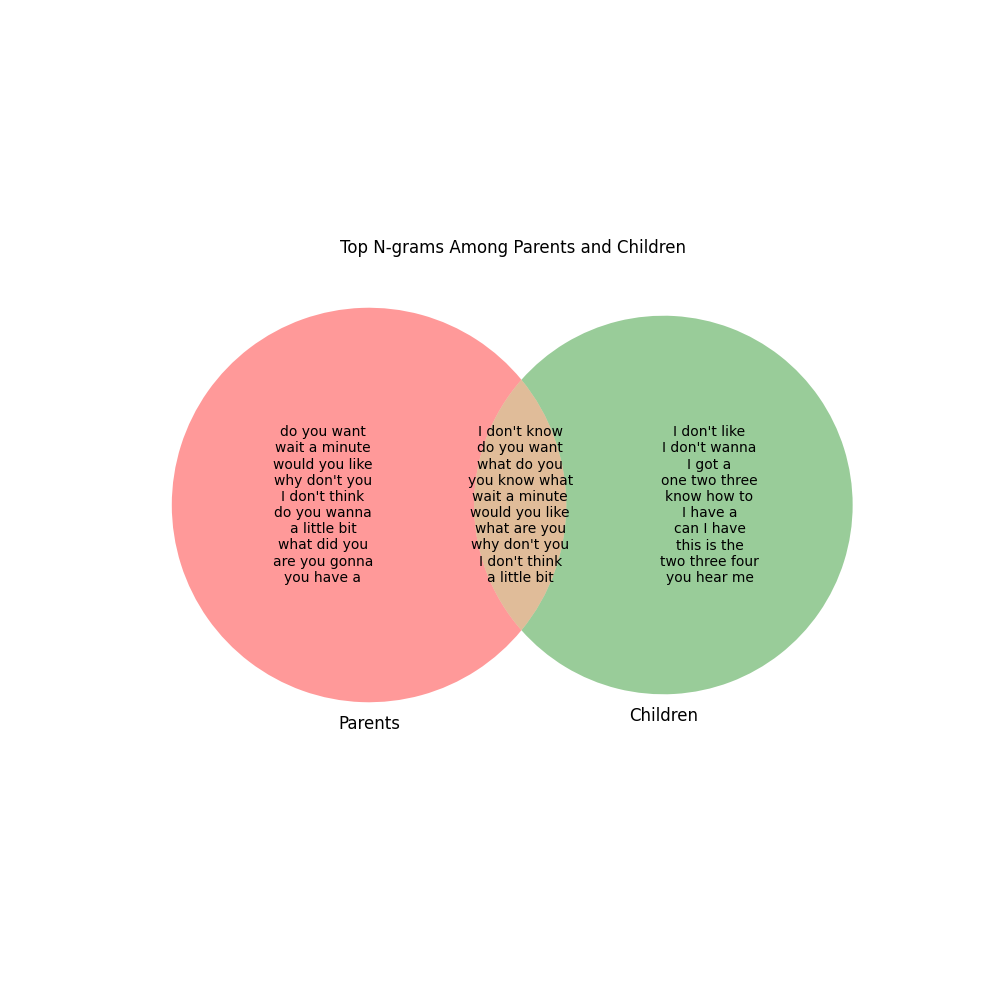 Top N-grams Among Parents and Children
do you want
wait a minute
would you like
why don't you
I don't think
do you wanna
a little bit
what did you
are you gonna
you have a
I don't know
do you want
what do you
you know what
wait a minute
would you like
what are you
why don't you
I don't think
a little bit
I don't like
I don't wanna
I got a
one two three
know how to
I have a
can I have
this is the
two three four
you hear me
Parents
Children